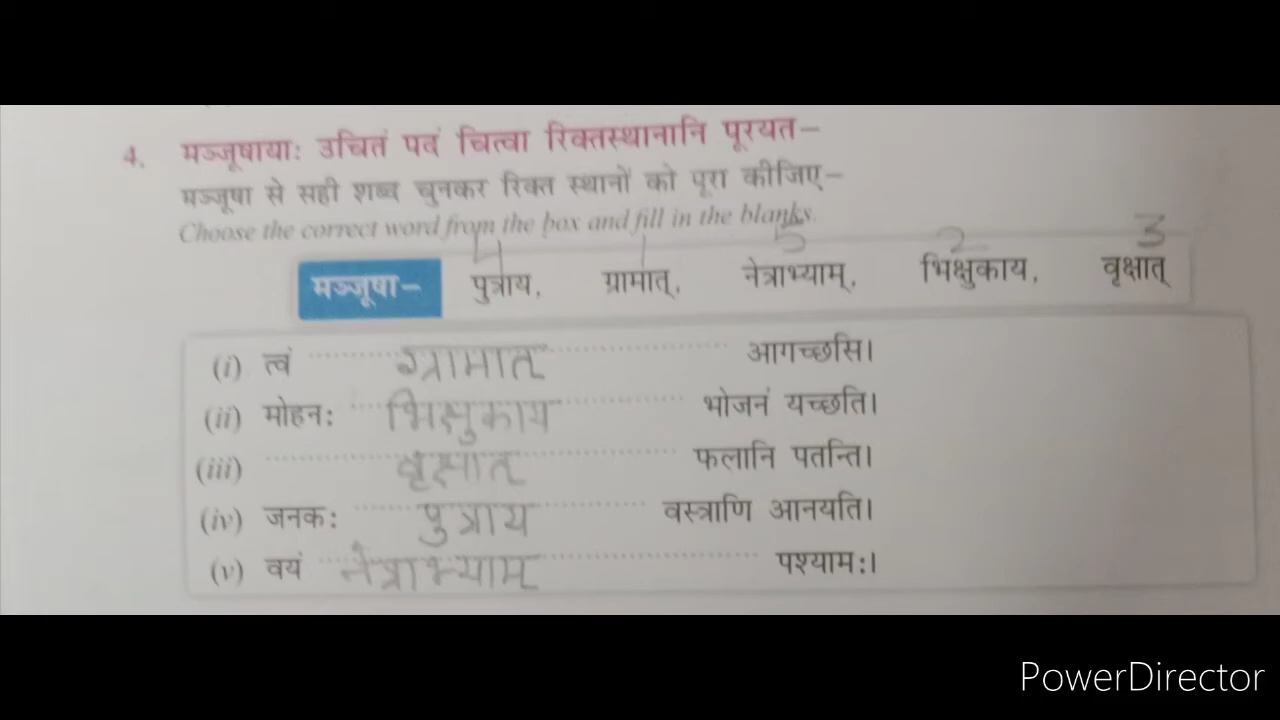 4. मञ्जूषायाः उचितं पदं चित्वा रिक्तस्थानानि पूरयत–
मञ्जूषा से सही शब्द चुनकर रिक्त स्थानों को पूरा कीजिए–
Choose the correct word from the box and fill in the blanks.
4 1 5 2 3
मञ्जूषा– पुत्राय, ग्रामात्, नेत्राभ्याम्, भिक्षुकाय, वृक्षात्
(i) त्वं ग्रामात् आगच्छसि।
(ii) मोहनः भिक्षुकाय भोजनं यच्छति।
(iii) वृक्षात् फलानि पतन्ति।
(iv) जनकः पुत्राय वस्त्राणि आनयति।
(v) वयं नेत्राभ्याम् पश्यामः।
PowerDirector